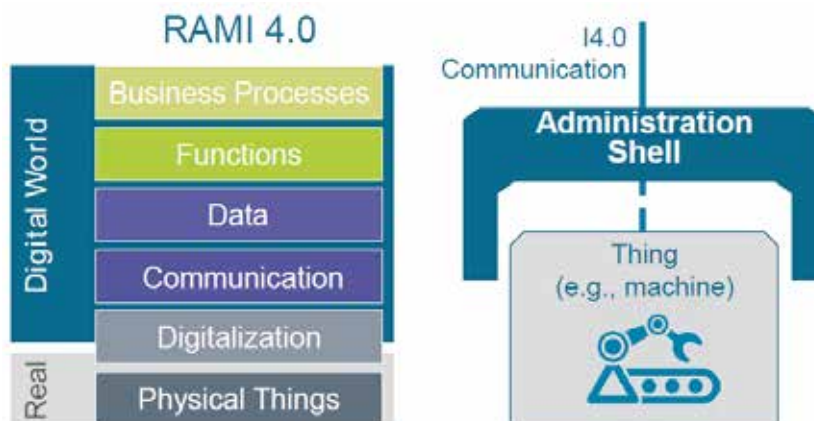 RAMI 4.0
Digital World
Business Processes
Functions
Data
Communication
Digitalization
Real
Physical Things
I4.0
Communication
Administration
Shell
Thing
(e.g., machine)